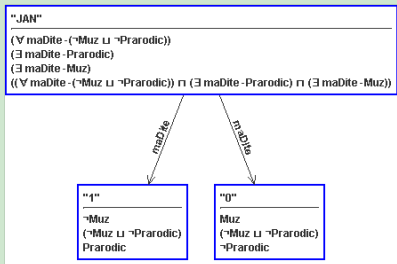 "JAN"
(∀ maDite-(¬Muz ⊔ ¬Prarodic))
(∃ maDite-Prarodic)
(∃ maDite-Muz)
((∀ maDite-(¬Muz ⊔ ¬Prarodic)) ⊓ (∃ maDite-Prarodic) ⊓ (∃ maDite-Muz))
maDite
maDite
"1"
¬Muz
(¬Muz ⊔ ¬Prarodic)
Prarodic
"0"
Muz
(¬Muz ⊔ ¬Prarodic)
¬Prarodic